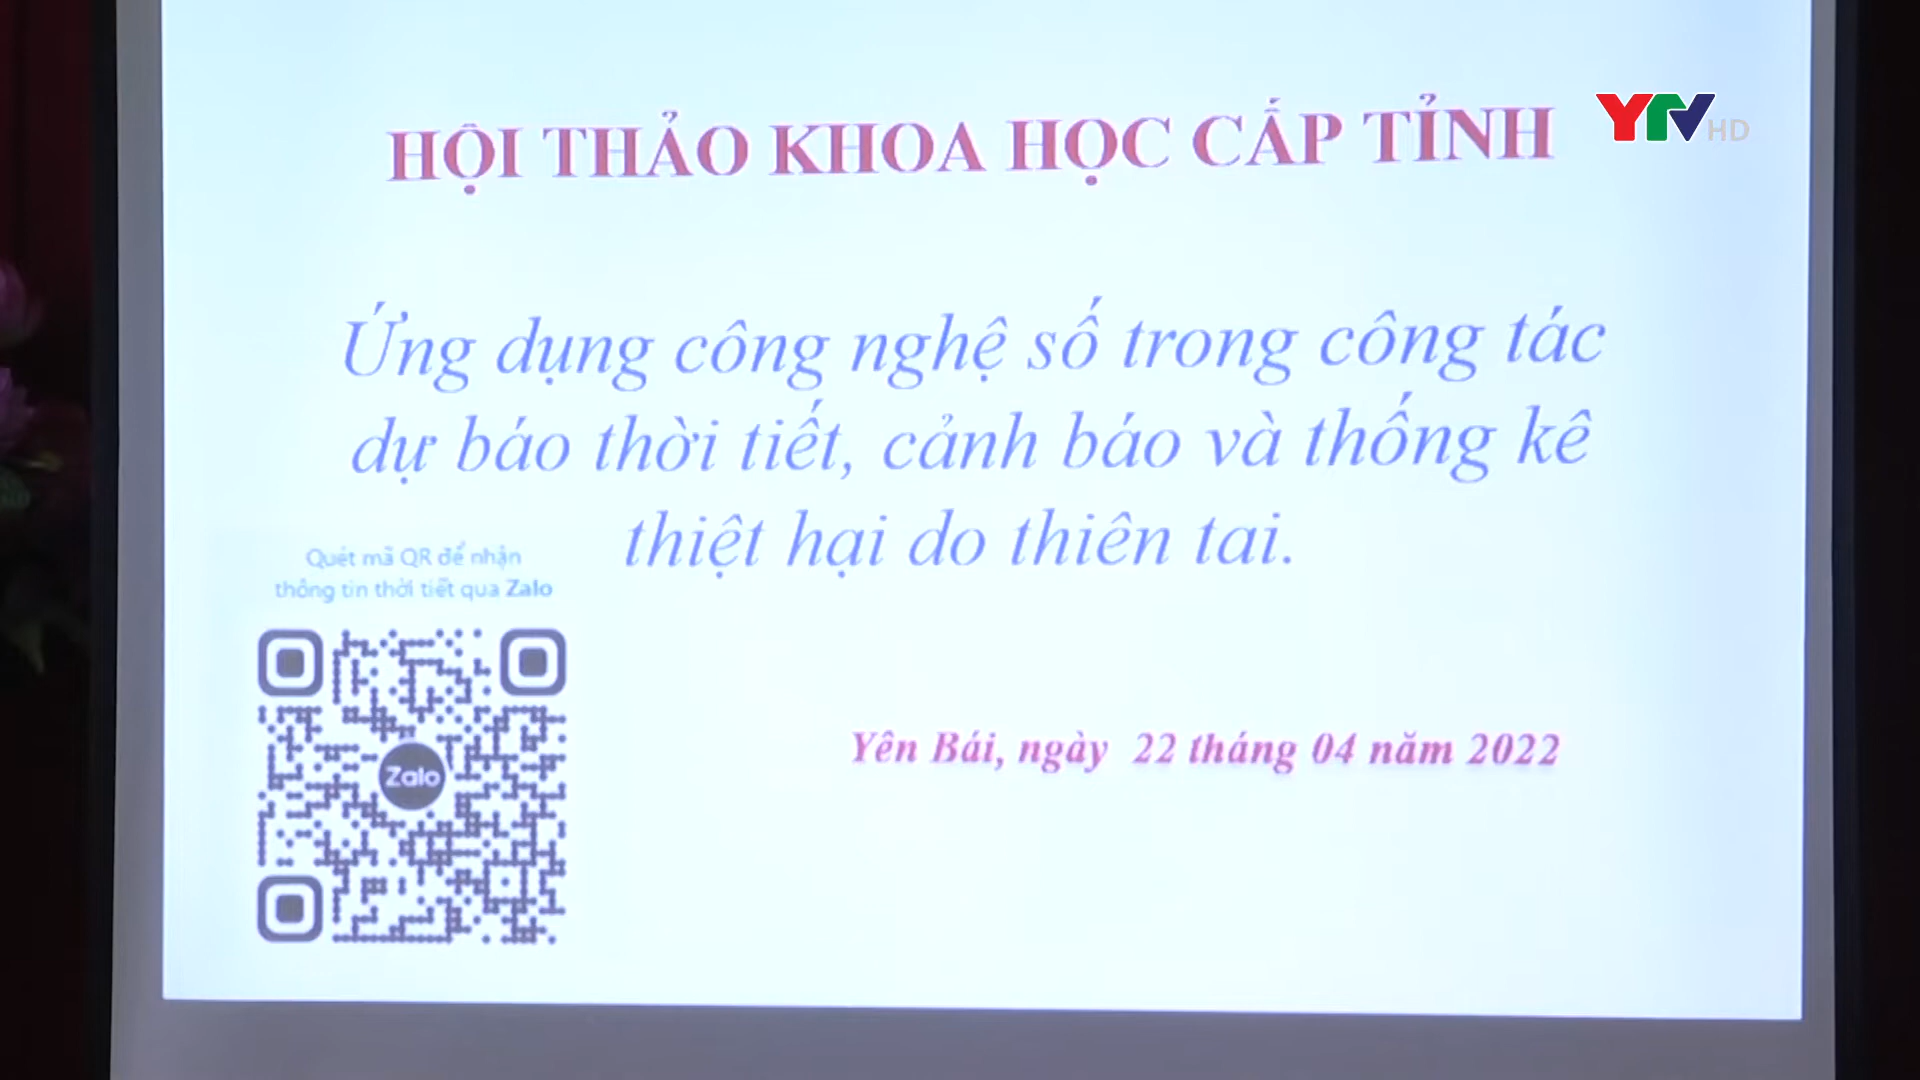 YTV HD
HỘI THẢO KHOA HỌC CẤP TỈNH
Ứng dụng công nghệ số trong công tác
dự báo thời tiết, cảnh báo và thống kê
thiệt hại do thiên tai.
Quét mã QR để nhận
thông tin thời tiết qua Zalo
Zalo
Yên Bái, ngày 22 tháng 04 năm 2022